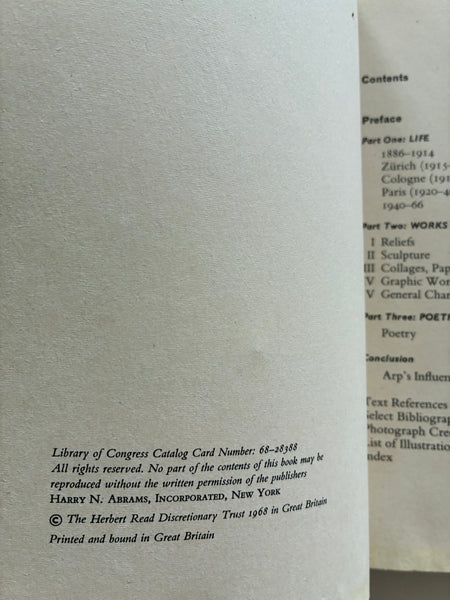 Library of Congress Catalog Card Number: 68–28388
All rights reserved. No part of the contents of this book may be
reproduced without the written permission of the publishers
HARRY N. ABRAMS, INCORPORATED, NEW YORK
© The Herbert Read Discretionary Trust 1968 in Great Britain
Printed and bound in Great Britain
Contents
Preface
Part One: LIFE
1886–1914
Zürich (1915–
Cologne (191
Paris (1920–4
1940–66
Part Two: WORKS
I Reliefs
II Sculpture
III Collages, Pap
V Graphic Wor
V General Char
Part Three: POET
Poetry
Conclusion
Arp's Influen
Text References
Select Bibliograp
Photograph Cre
List of Illustratio
Index